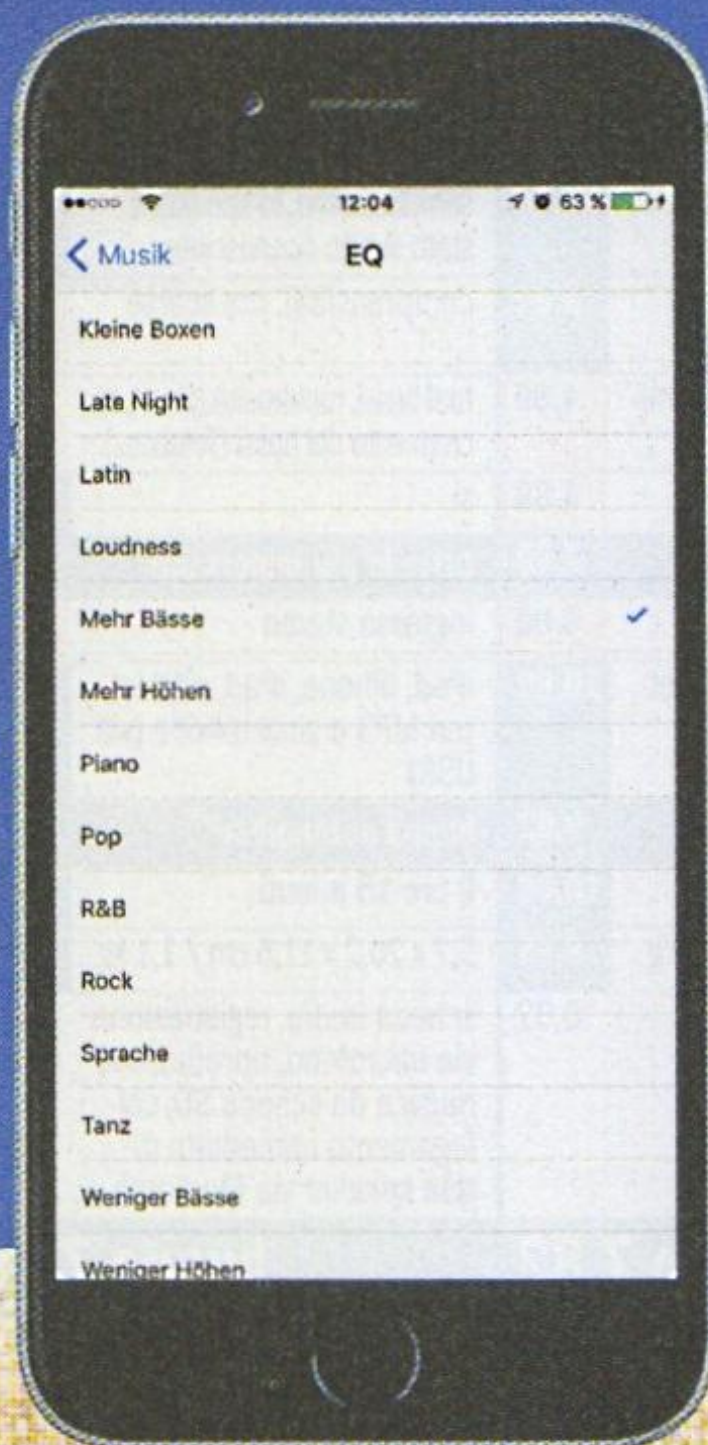 12:04 63 %
Musik EQ
Kleine Boxen
Late Night
Latin
Loudness
Mehr Bässe
Mehr Höhen
Piano
Pop
R&B
Rock
Sprache
Tanz
Weniger Bässe
Weniger Höhen